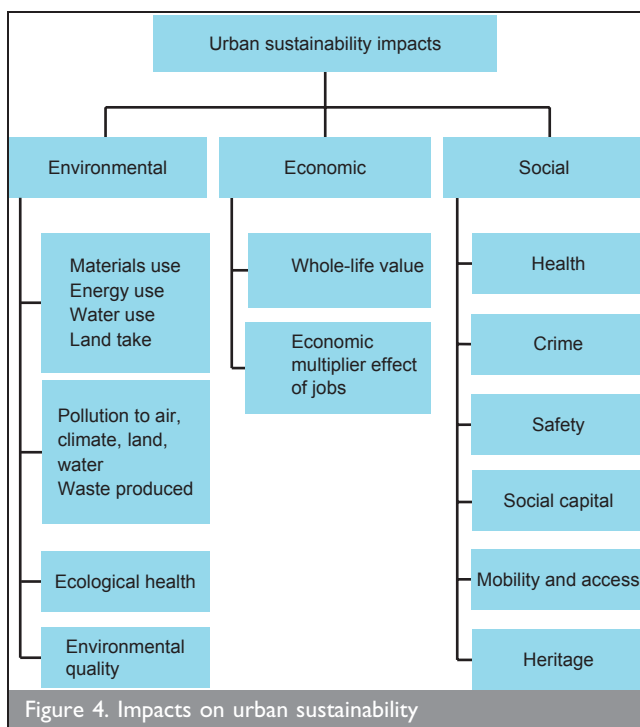 Urban sustainability impacts
Environmental
Economic
Social
Materials use
Energy use
Water use
Land take
Pollution to air,
climate, land,
water
Waste produced
Ecological health
Environmental
quality
Whole-life value
Economic
multiplier effect
of jobs
Health
Crime
Safety
Social capital
Mobility and access
Heritage
Figure 4. Impacts on urban sustainability